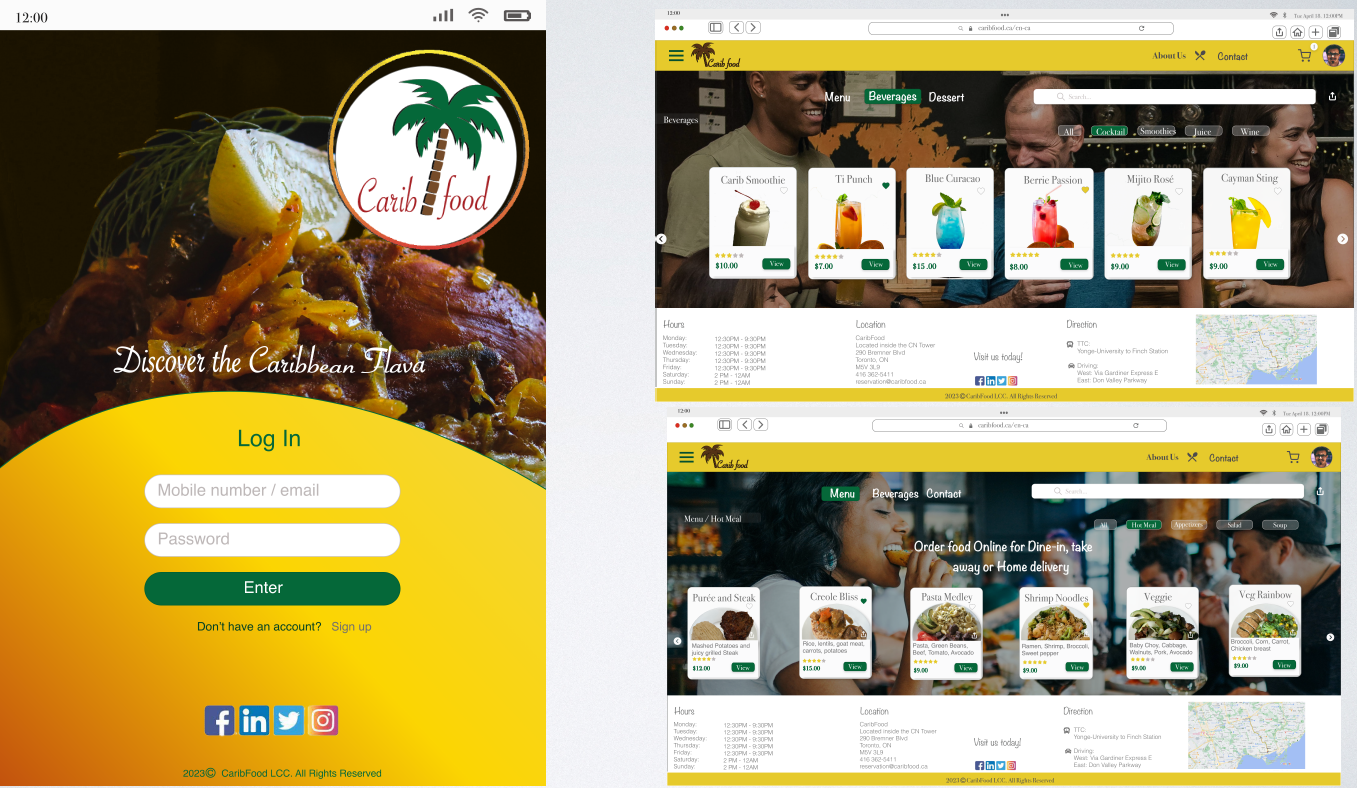 12:00
Carib food
Discover the Caribbean Flava
Log In
Mobile number / email
Password
Enter
Don't have an account? Sign up
2023© CaribFood LCC. All Rights Reserved
12:00
Tue April 18, 12:00PM
caribfood.ca/en-ca
Carib food
About Us
Contact
1
Menu Beverages Dessert
Search...
Beverages
All Cocktail Smoothies Juice Wine
Carib Smoothie
$10.00 View
Ti Punch
$7.00 View
Blue Curacao
$15.00 View
Berrie Passion
$8.00 View
Mijito Rosé
$9.00 View
Cayman Sting
$9.00 View
Hours
Monday: 12:30PM - 9:30PM
Tuesday: 12:30PM - 9:30PM
Wednesday: 12:30PM - 9:30PM
Thursday: 12:30PM - 9:30PM
Friday: 12:30PM - 9:30PM
Saturday: 2 PM - 12AM
Sunday: 2 PM - 12AM
Location
CaribFood
Located inside the CN Tower
290 Bremner Blvd
Toronto, ON
M5V 3L9
416 362-5411
reservation@caribfood.ca
Visit us today!
Direction
TTC:
Yonge-University to Finch Station
Driving:
West: Via Gardiner Express E
East: Don Valley Parkway
2023 © CaribFood LCC. All Rights Reserved
12:00
Tue April 18, 12:00PM
caribfood.ca/en-ca
Carib food
About Us
Contact
Menu Beverages Contact
Search...
Menu / Hot Meal
All Hot Meal Appetizers Salad Soup
Order food Online for Dine-in, take
away or Home delivery
Purée and Steak
Mashed Potatoes and
juicy grilled Steak
$12.00 View
Creole Bliss
Rice, lentils, goat meat,
carrots, potatoes
$15.00 View
Pasta Medley
Pasta, Green Beans,
Beef, Tomato, Avocado
$9.00 View
Shrimp Noodles
Ramen, Shrimp, Broccoli,
Sweet pepper
$9.00 View
Veggie
Baby Choy, Cabbage,
Walnuts, Pork, Avocado
$9.00 View
Veg Rainbow
Broccoli, Corn, Carrot,
Chicken breast
$9.00 View
Hours
Monday: 12:30PM - 9:30PM
Tuesday: 12:30PM - 9:30PM
Wednesday: 12:30PM - 9:30PM
Thursday: 12:30PM - 9:30PM
Friday: 12:30PM - 9:30PM
Saturday: 2 PM - 12AM
Sunday: 2 PM - 12AM
Location
CaribFood
Located inside the CN Tower
290 Bremner Blvd
Toronto, ON
M5V 3L9
416 362-5411
reservation@caribfood.ca
Visit us today!
Direction
TTC:
Yonge-University to Finch Station
Driving:
West: Via Gardiner Express E
East: Don Valley Parkway
2023 © CaribFood LCC. All Rights Reserved